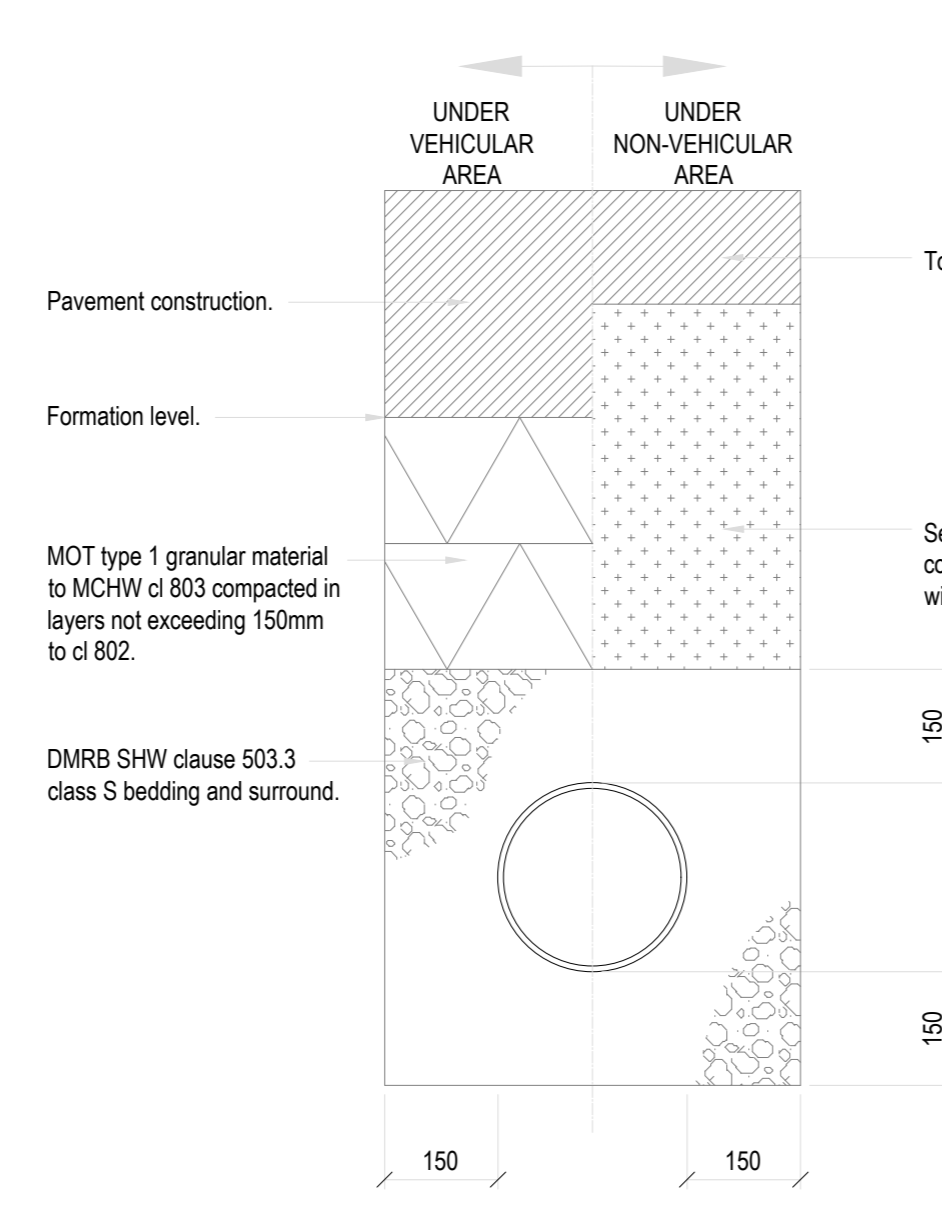 UNDER
VEHICULAR
AREA
UNDER
NON-VEHICULAR
AREA
Pavement construction.
Formation level.
MOT type 1 granular material
to MCHW cl 803 compacted in
layers not exceeding 150mm
to cl 802.
DMRB SHW clause 503.3
class S bedding and surround.
150
150
150
150